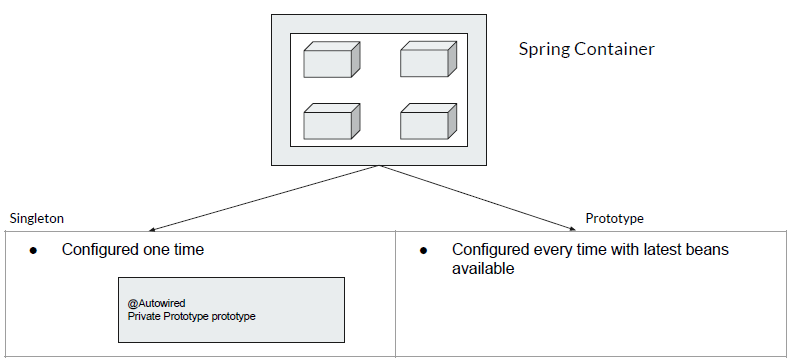 Spring Container
Singleton
Prototype
● Configured one time
@Autowired
Private Prototype prototype
● Configured every time with latest beans
available